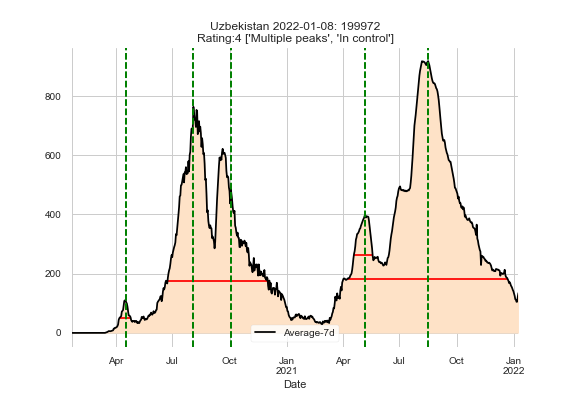 Uzbekistan 2022-01-08: 199972
Rating:4 ['Multiple peaks', 'In control']
800
600
400
200
0
Average-7d
Apr Jul Oct Jan Apr Jul Oct Jan
2021 2022
Date